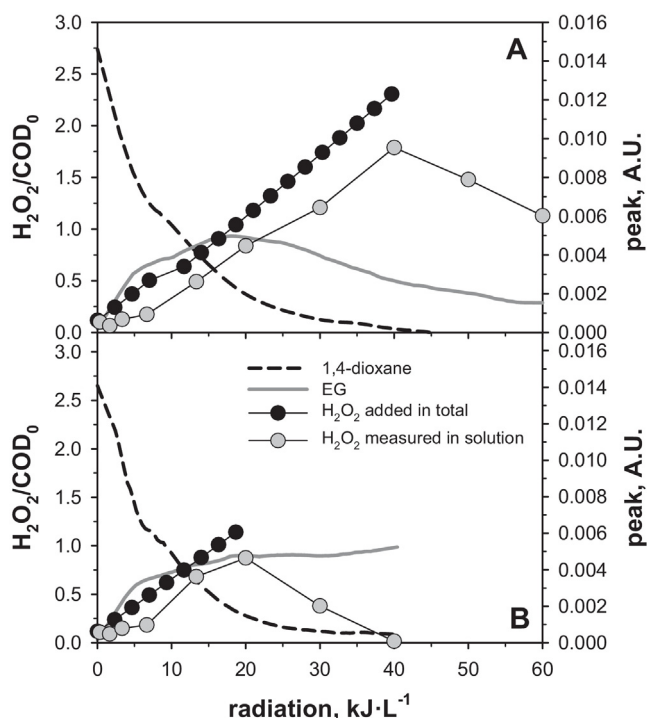 3.0
2.5
2.0
1.5
1.0
0.5
0.0
H₂O₂/COD₀
A
0.016
0.014
0.012
0.010
0.008
0.006
0.004
0.002
0.000
peak, A.U.
3.0
2.5
2.0
1.5
1.0
0.5
0.0
H₂O₂/COD₀
1,4-dioxane
EG
H₂O₂ added in total
H₂O₂ measured in solution
B
0.016
0.014
0.012
0.010
0.008
0.006
0.004
0.002
0.000
peak, A.U.
0 10 20 30 40 50 60
radiation, kJ·L⁻¹